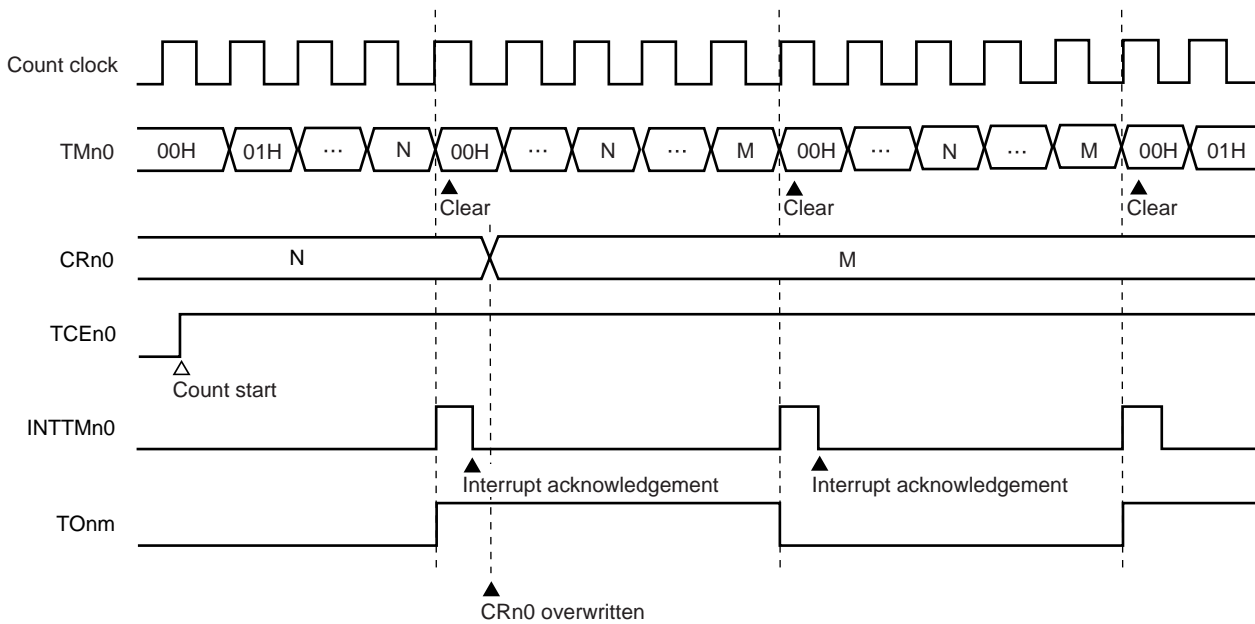 Count clock
TMn0 00H 01H ... N 00H ... N ... M 00H ... N ... M 00H 01H
Clear Clear Clear
CRn0 N M
TCEn0
Count start
INTTMn0
Interrupt acknowledgement Interrupt acknowledgement
TOnm
CRn0 overwritten